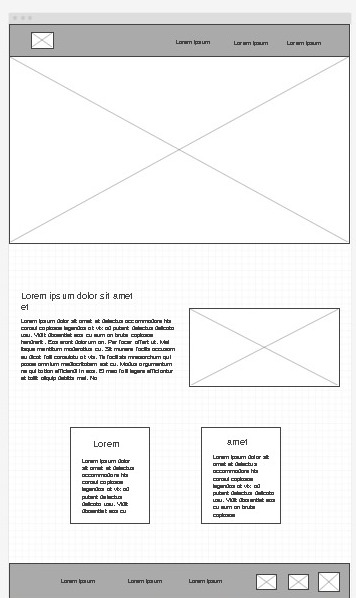 Lorem ipsum
Lorem ipsum
Lorem ipsum
Lorem ipsum dolor sit amet
et
Lorem ipsum dolor sit amet et delectus accommodare his
consul copiosae legendos at vix ad putent delectus delicata
usu. Vidit dissentiet eos cu eum an brute copiosae
hendrerit. Eos erant dolorum an. Per facer affert ut. Mei
iisque mentitum moderatius cu. Sit munere facilis accusam
eu dicat falli consulatu at vis. Te facilisis mnesarchum qui
posse omnium mediocritatem est cu. Modus argumentum
ne qui tation efficiendi in eos. Ei mea falli legere efficiantur
et tollit aliquip debitis mei. No
Lorem
Lorem ipsum dolor
sit amet et delectus
accommodare his
consul copiosae
legendos at vix ad
putent delectus
delicata usu. Vidit
dissentiet eos cu
amet
Lorem ipsum dolor sit
amet et delectus
accommodare his
consul copiosae
legendos at vix ad
putent delectus delicata
usu. Vidit dissentiet eos
cu eum an brute
copiosae
Lorem ipsum
Lorem ipsum
Lorem ipsum